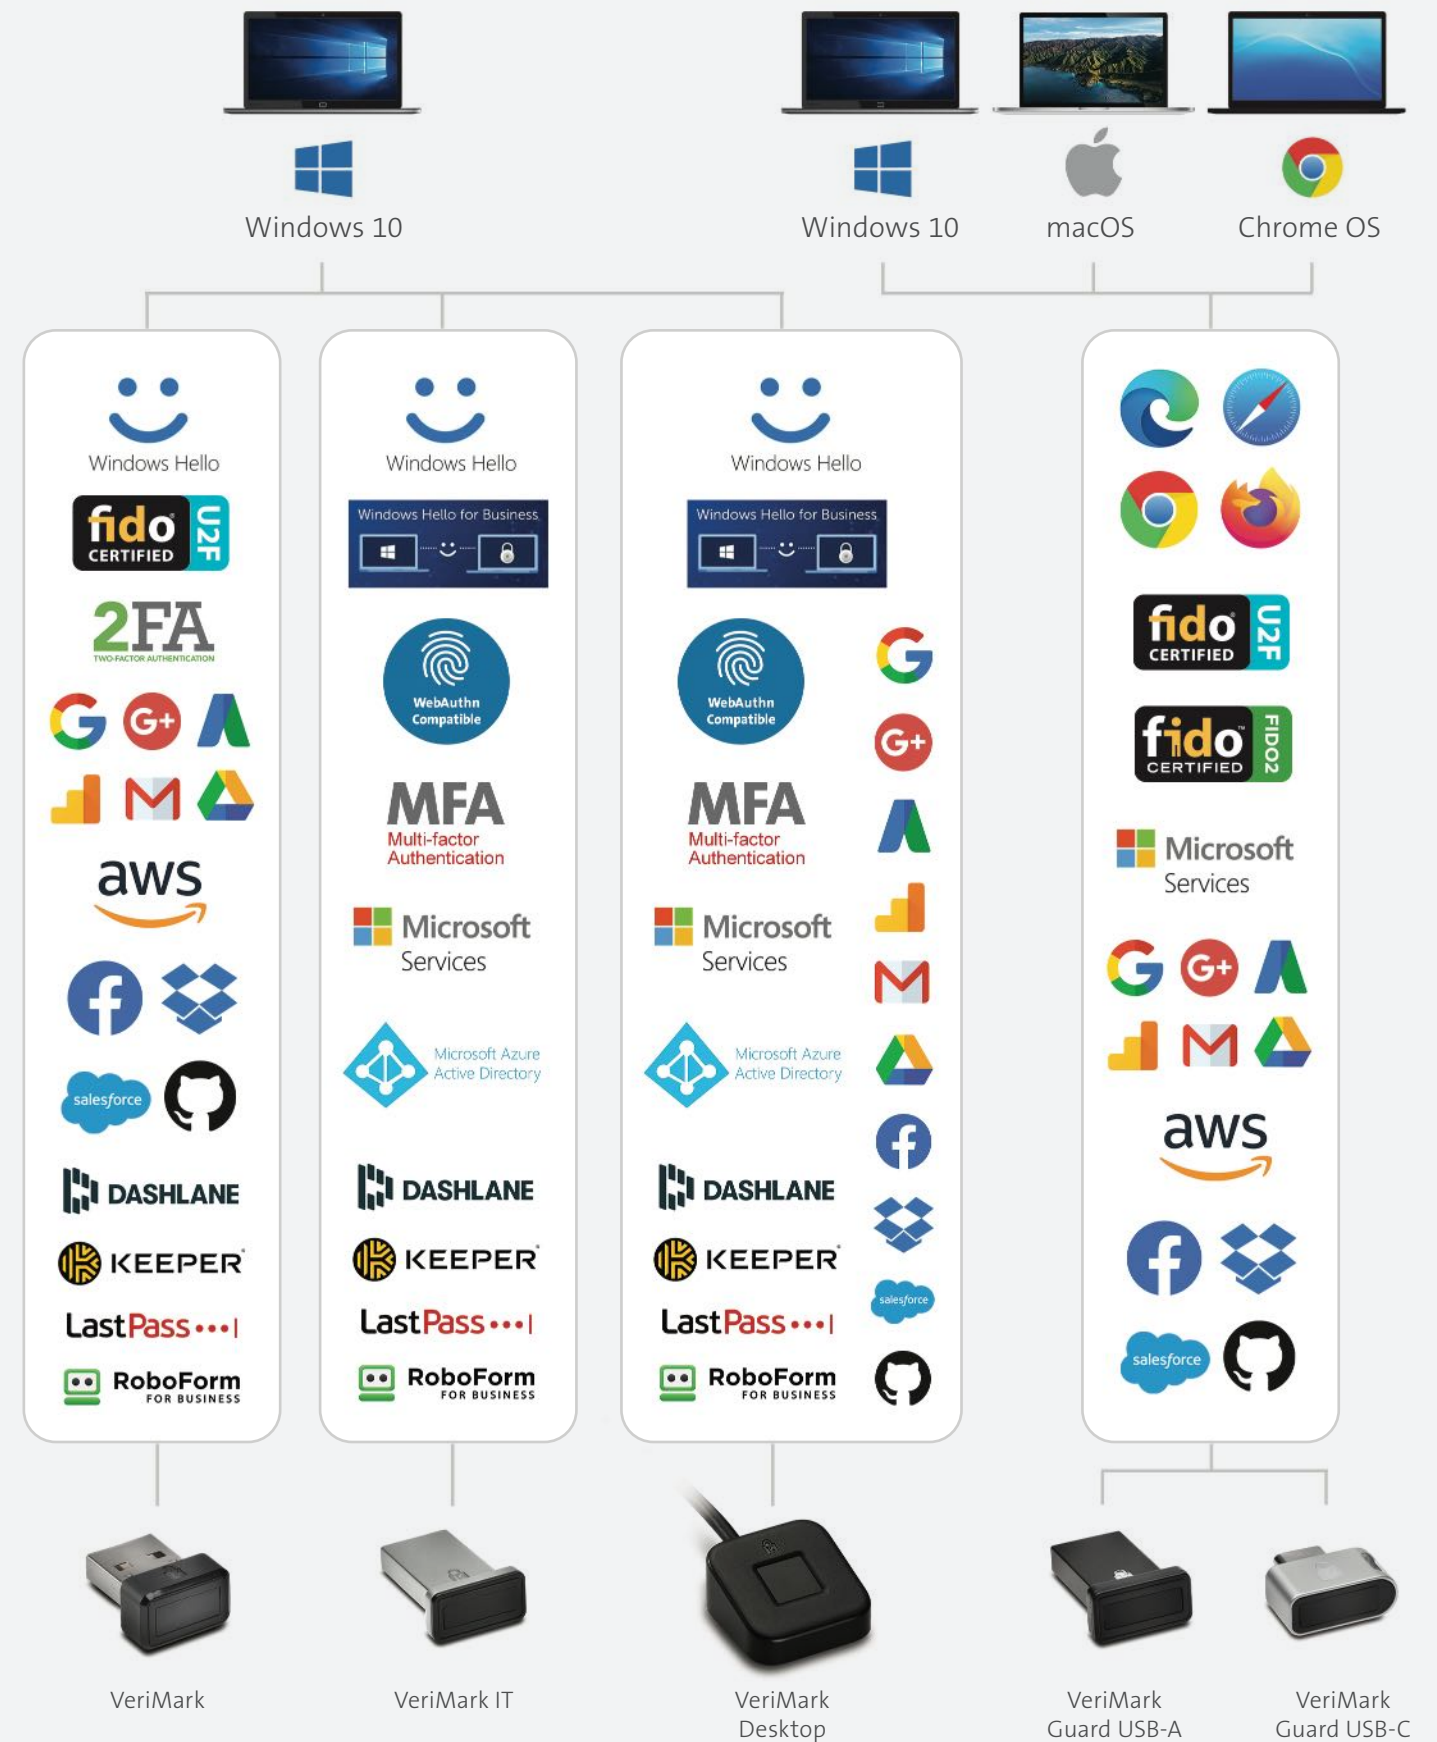 Windows 10
Windows 10
macOS
Chrome OS
Windows Hello
fido
CERTIFIED
U2F
2FA
TWO-FACTOR AUTHENTICATION
G+
aws
salesforce
DASHLANE
KEEPER
LastPass
RoboForm
FOR BUSINESS
Windows Hello
Windows Hello for Business
WebAuthn
Compatible
MFA
Multi-factor
Authentication
Microsoft
Services
Microsoft Azure
Active Directory
DASHLANE
KEEPER
LastPass
RoboForm
FOR BUSINESS
Windows Hello
Windows Hello for Business
WebAuthn
Compatible
MFA
Multi-factor
Authentication
Microsoft
Services
Microsoft Azure
Active Directory
DASHLANE
KEEPER
LastPass
RoboForm
FOR BUSINESS
G+
salesforce
fido
CERTIFIED
U2F
fido™
CERTIFIED
FIDO2
Microsoft
Services
G+
aws
salesforce
VeriMark
VeriMark IT
VeriMark
Desktop
VeriMark
Guard USB-A
VeriMark
Guard USB-C